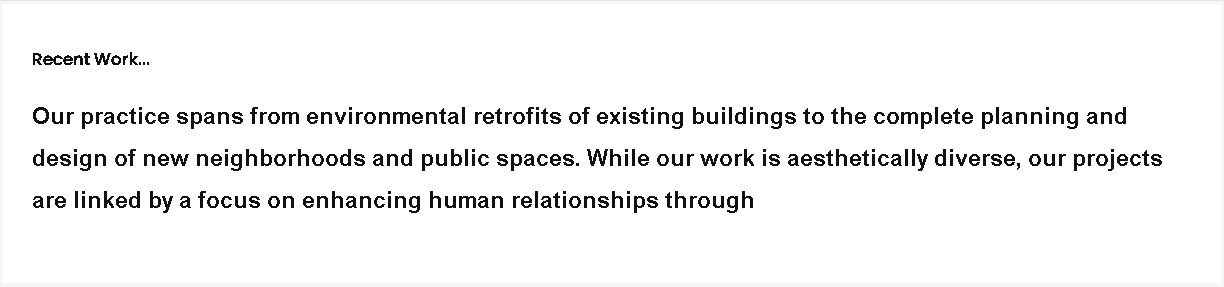 Recent Work...
Our practice spans from environmental retrofits of existing buildings to the complete planning and
design of new neighborhoods and public spaces. While our work is aesthetically diverse, our projects
are linked by a focus on enhancing human relationships through